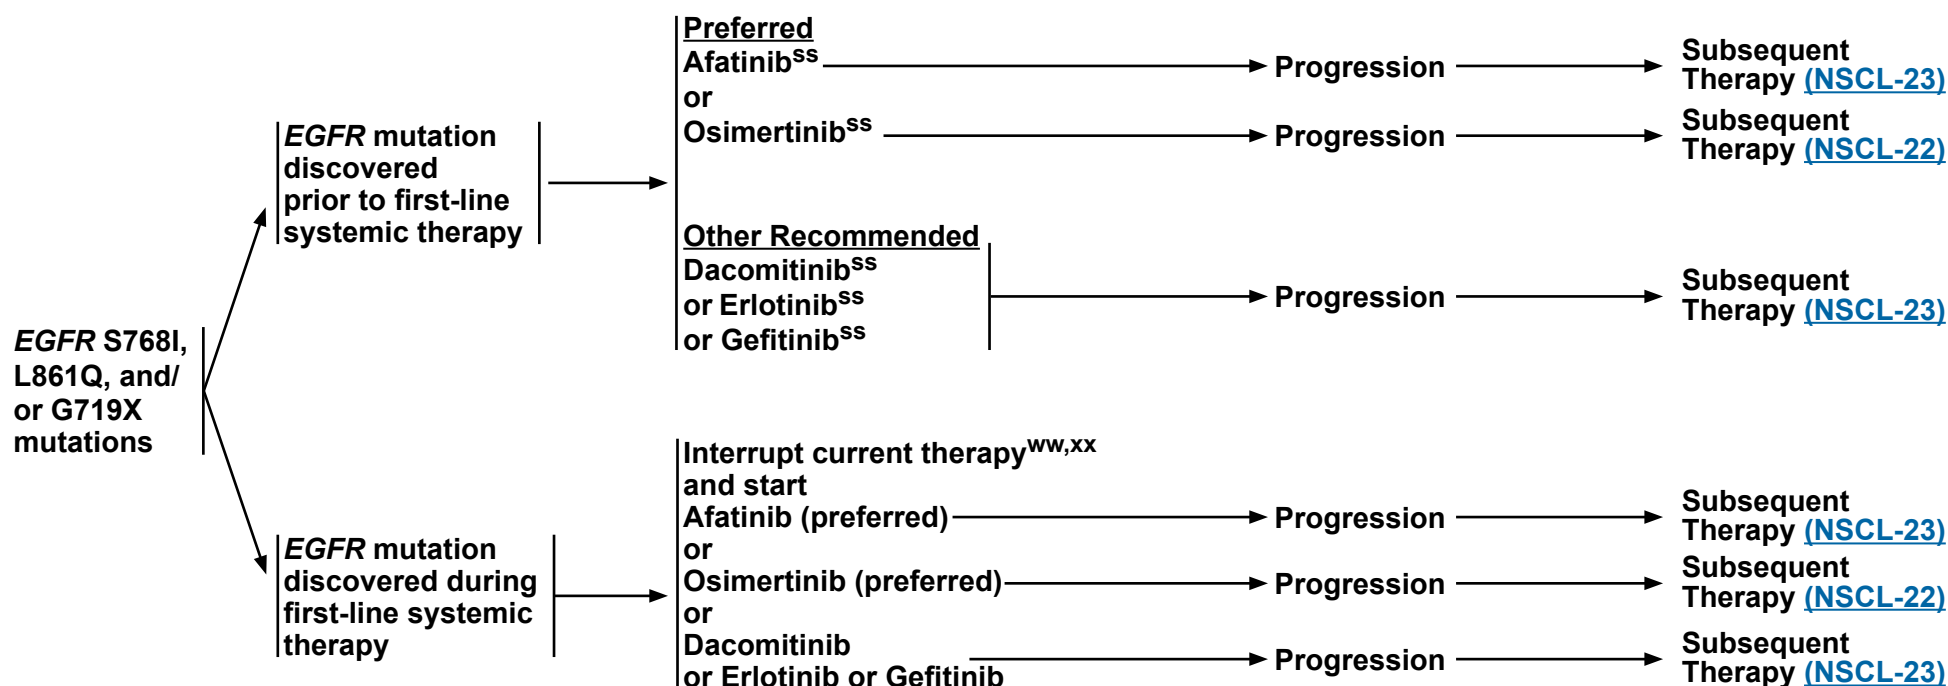 EGFR S768I,
L861Q, and/
or G719X
mutations
EGFR mutation
discovered
prior to first-line
systemic therapy
Preferred
Afatinibss
or
Osimertinibss
Other Recommended
Dacomitinibss
or Erlotinibss
or Gefitinibss
Progression
Subsequent
Therapy (NSCL-23)
Progression
Subsequent
Therapy (NSCL-22)
Progression
Subsequent
Therapy (NSCL-23)
EGFR mutation
discovered during
first-line systemic
therapy
Interrupt current therapyww,xx
and start
Afatinib (preferred)
or
Osimertinib (preferred)
or
Dacomitinib
or Erlotinib or Gefitinib
Progression
Subsequent
Therapy (NSCL-23)
Progression
Subsequent
Therapy (NSCL-22)
Progression
Subsequent
Therapy (NSCL-23)